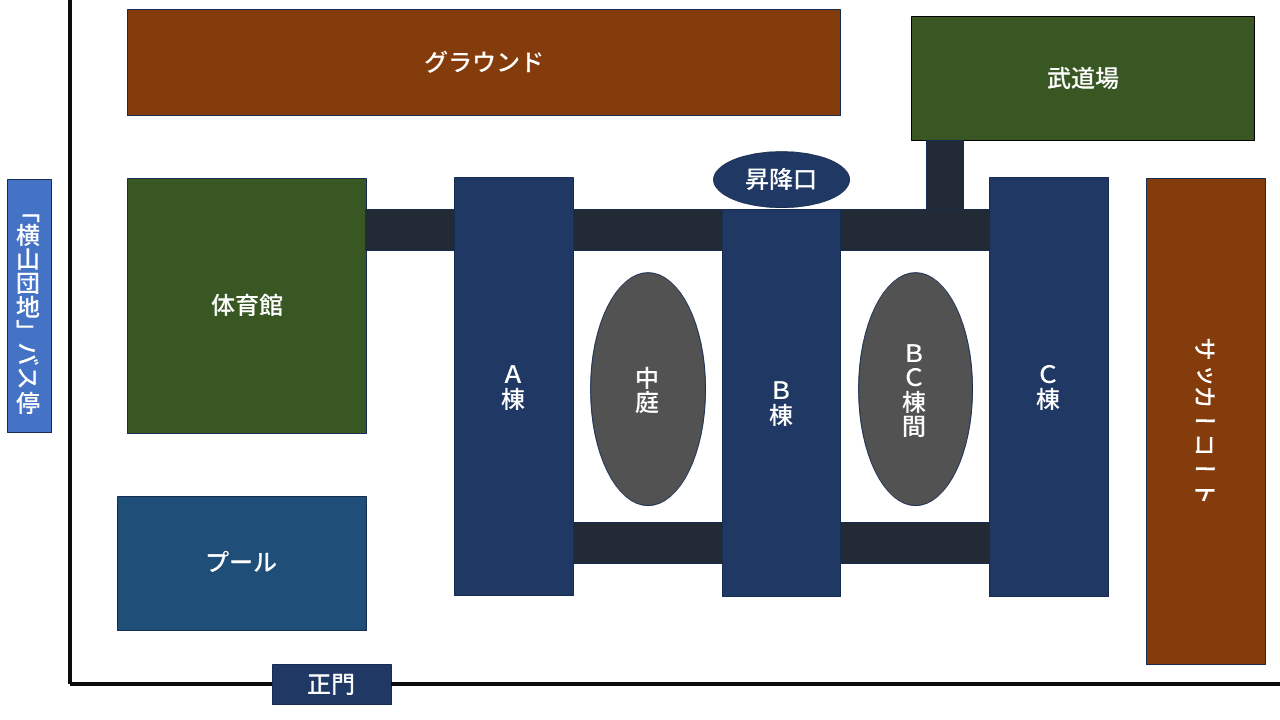 グラウンド
武道場
昇降口
「横山団地」バス停
体育館
A棟
中庭
B棟
BC棟間
C棟
サッカーコート
プール
正門